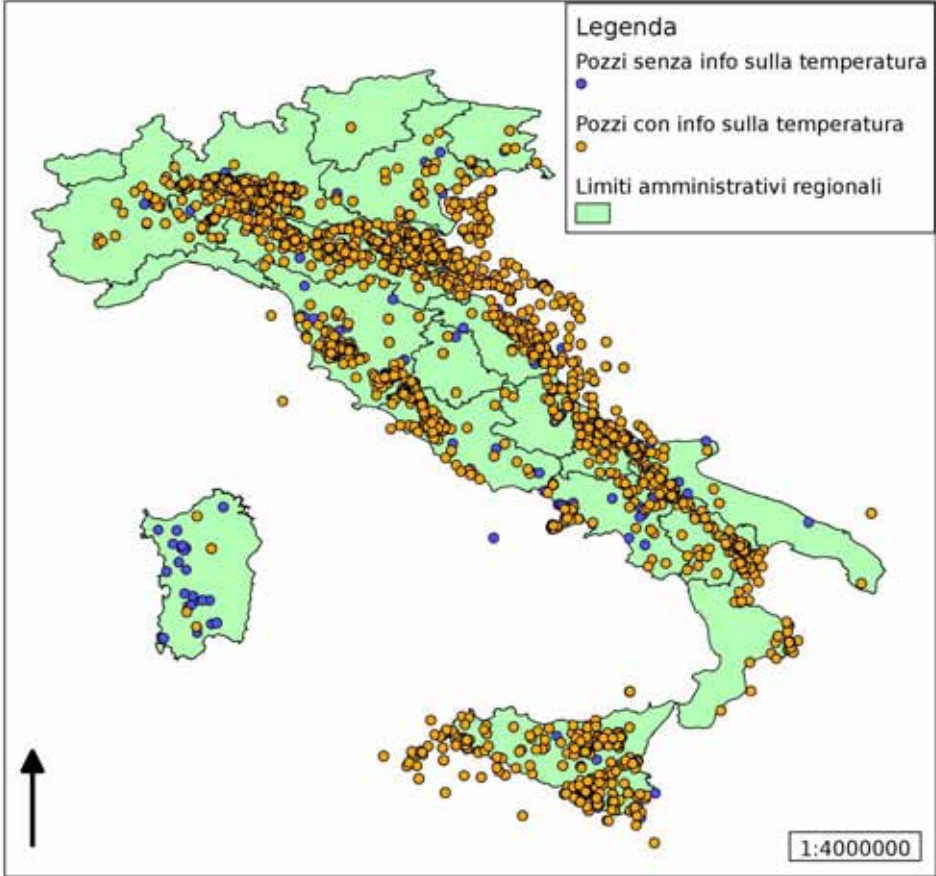 Legenda
Pozzi senza info sulla temperatura
Pozzi con info sulla temperatura
Limiti amministrativi regionali
1:4000000